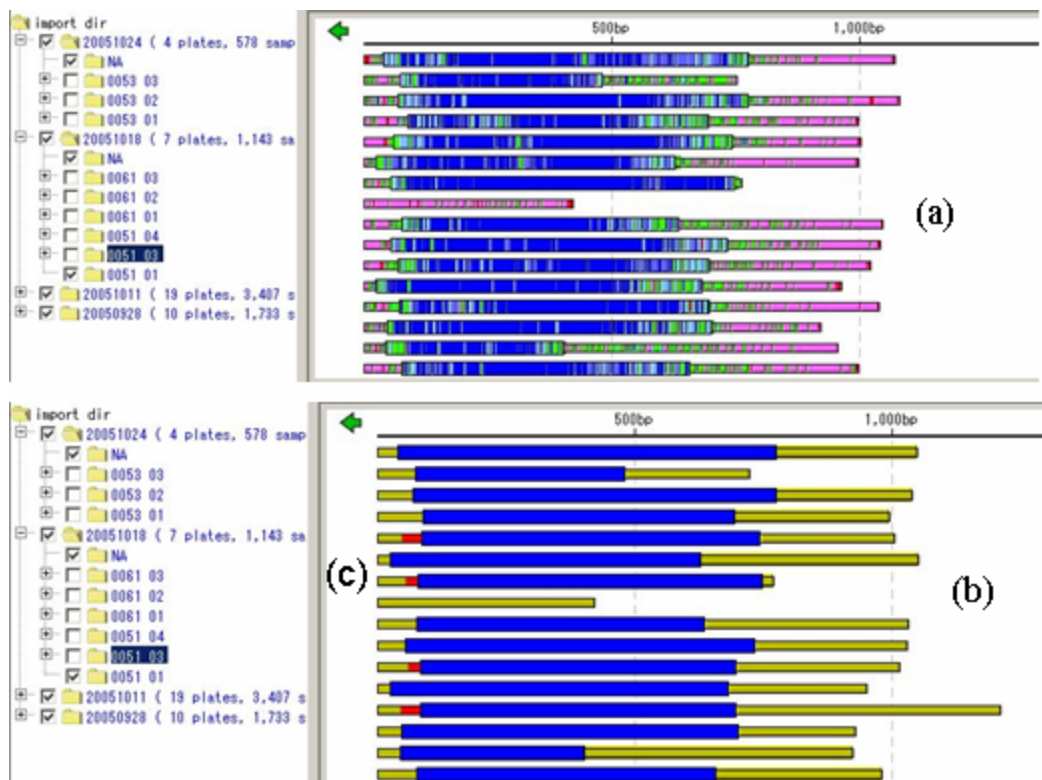 import dir
20051024 ( 4 plates, 578 samp
NA
0053 03
0053 02
0053 01
20051018 ( 7 plates, 1,143 sa
NA
0061 03
0061 02
0061 01
0051 04
0051 03
0051 01
20051011 ( 19 plates, 3,407 s
20050928 ( 10 plates, 1,733 s
500bp
1,000bp
(a)
import dir
20051024 ( 4 plates, 578 samp
NA
0053 03
0053 02
0053 01
20051018 ( 7 plates, 1,143 sa
NA
0061 03
0061 02
0061 01
0051 04
0051 03
0051 01
20051011 ( 19 plates, 3,407 s
20050928 ( 10 plates, 1,733 s
500bp
1,000bp
(c)
(b)